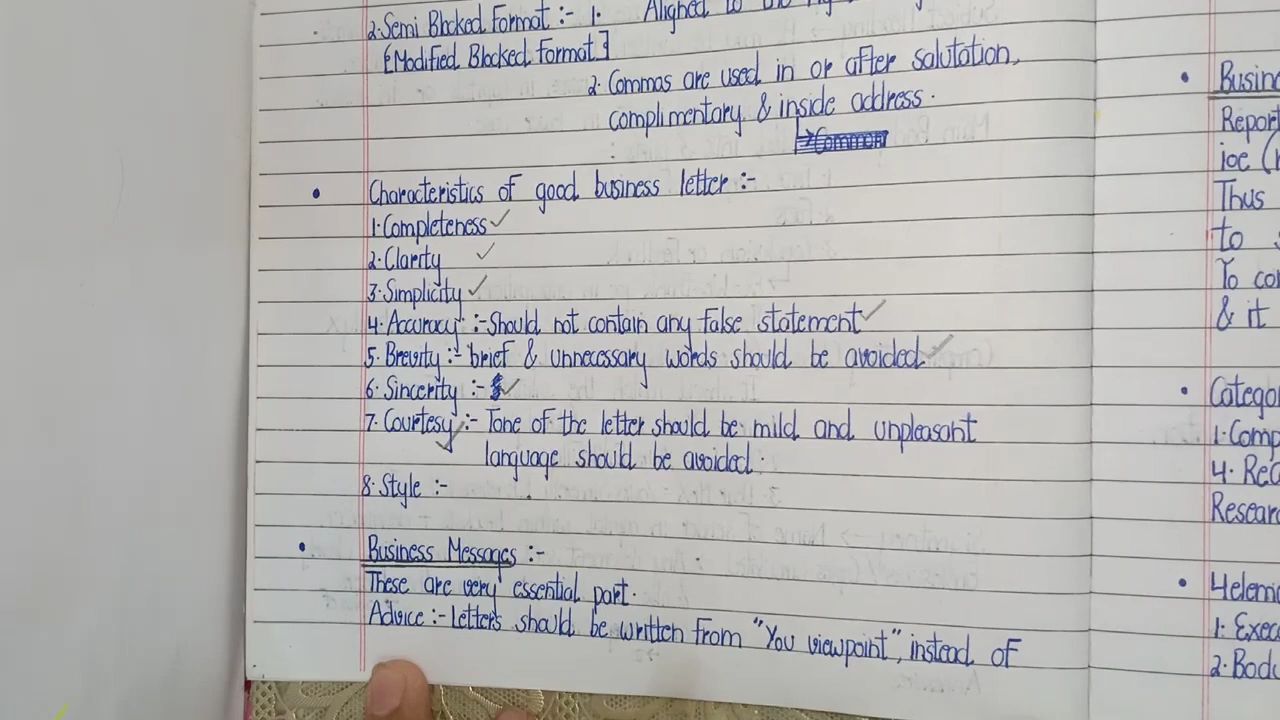 2. Semi Blocked Format :- 1. Aligned to the
[Modified Blocked Format]
2. Commas are used in or after salutation,
complimentary & inside address.
• Characteristics of good business letter :-
1. Completeness ✓
2. Clarity ✓
3. Simplicity ✓
4. Accuracy :- Should not contain any false statement ✓
5. Brevity :- brief & unnecessary words should be avoided ✓
6. Sincerity :- ✓
7. Courtesy :- Tone of the letter should be mild and unpleasant ✓
language should be avoided.
8. Style :-
• Business Messages :-
These are very essential part.
Advice :- Letters should be written from "You viewpoint", instead of
• Busin
Report
Thus
to
To co
& it
• Catego
1. Comp
4. Rec
Resear
1. Exec
2. Body